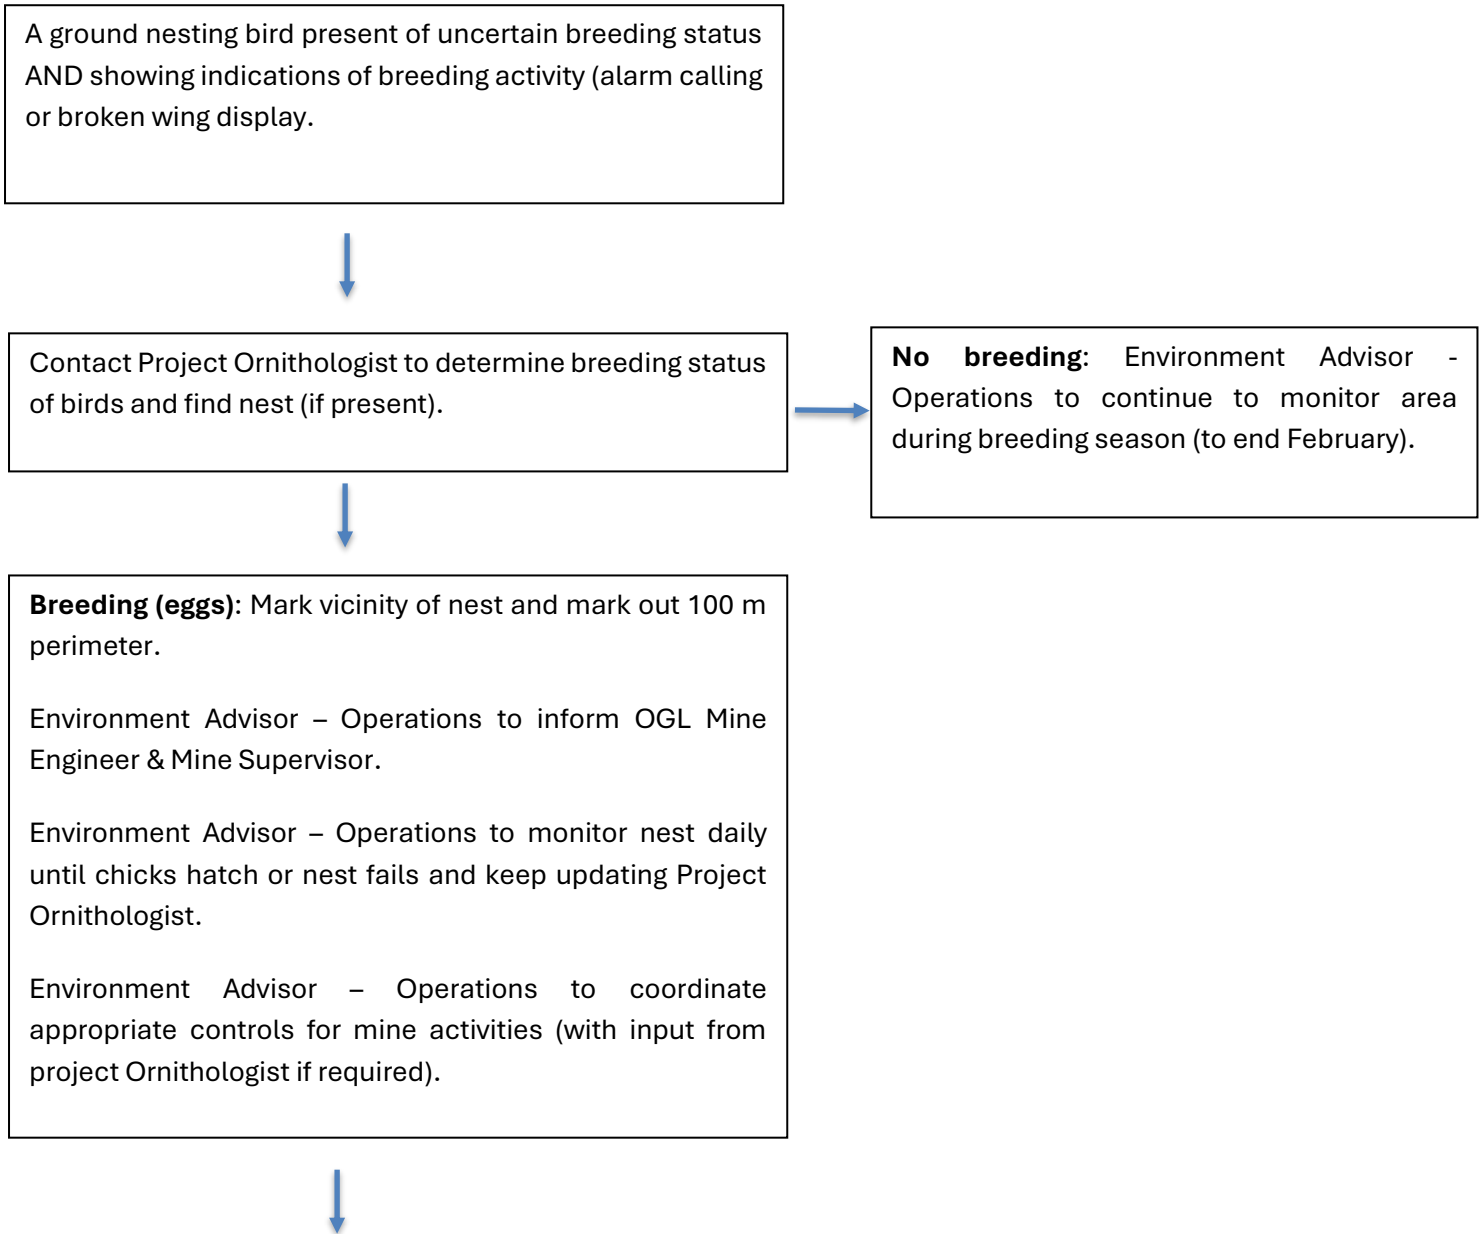 A ground nesting bird present of uncertain breeding status
AND showing indications of breeding activity (alarm calling
or broken wing display.
Contact Project Ornithologist to determine breeding status
of birds and find nest (if present).
No breeding: Environment Advisor -
Operations to continue to monitor area
during breeding season (to end February).
Breeding (eggs): Mark vicinity of nest and mark out 100 m
perimeter.
Environment Advisor – Operations to inform OGL Mine
Engineer & Mine Supervisor.
Environment Advisor – Operations to monitor nest daily
until chicks hatch or nest fails and keep updating Project
Ornithologist.
Environment Advisor – Operations to coordinate
appropriate controls for mine activities (with input from
project Ornithologist if required).